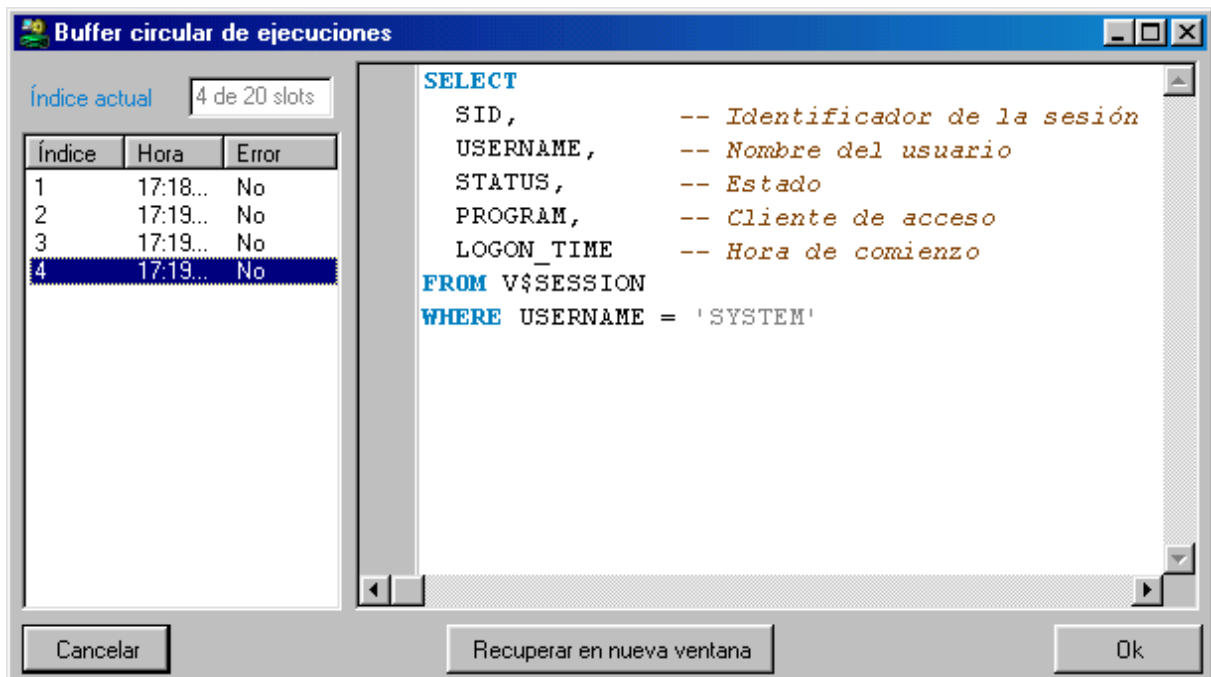 Buffer circular de ejecuciones
Índice actual 4 de 20 slots
Índice Hora Error
1 17:18... No
2 17:19... No
3 17:19... No
4 17:19... No
SELECT
SID, -- Identificador de la sesión
USERNAME, -- Nombre del usuario
STATUS, -- Estado
PROGRAM, -- Cliente de acceso
LOGON_TIME -- Hora de comienzo
FROM V$SESSION
WHERE USERNAME = 'SYSTEM'
Cancelar Recuperar en nueva ventana Ok